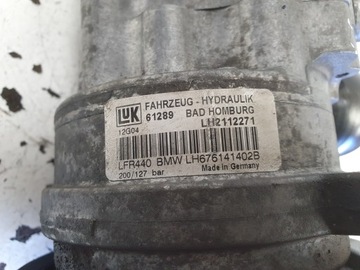 LuK FAHRZEUG - HYDRAULIK
61289 BAD HOMBURG
12G04 LH2112271
LFR440 BMW LH676141402B
200/127 bar Made in Germany